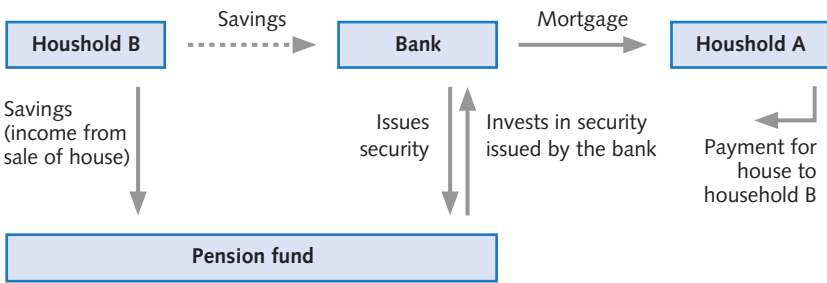 Savings
Mortgage
Houshold B
Bank
Houshold A
Savings
(income from
sale of house)
Issues
security
Invests in security
issued by the bank
Payment for
house to
household B
Pension fund